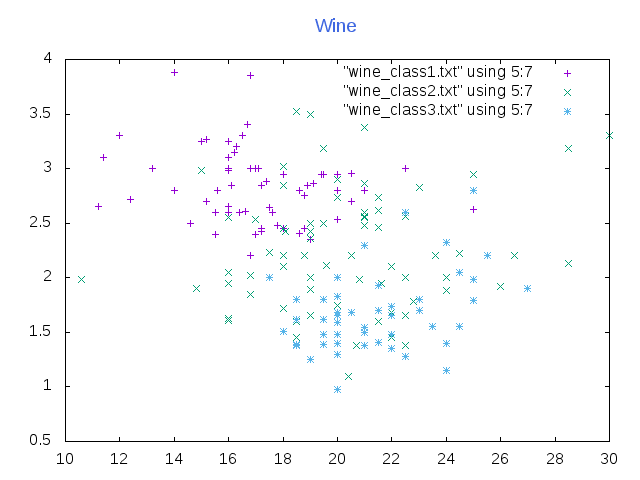 Wine
4
3.5
3
2.5
2
1.5
1
0.5
"wine_class1.txt" using 5:7
"wine_class2.txt" using 5:7
"wine_class3.txt" using 5:7
10 12 14 16 18 20 22 24 26 28 30